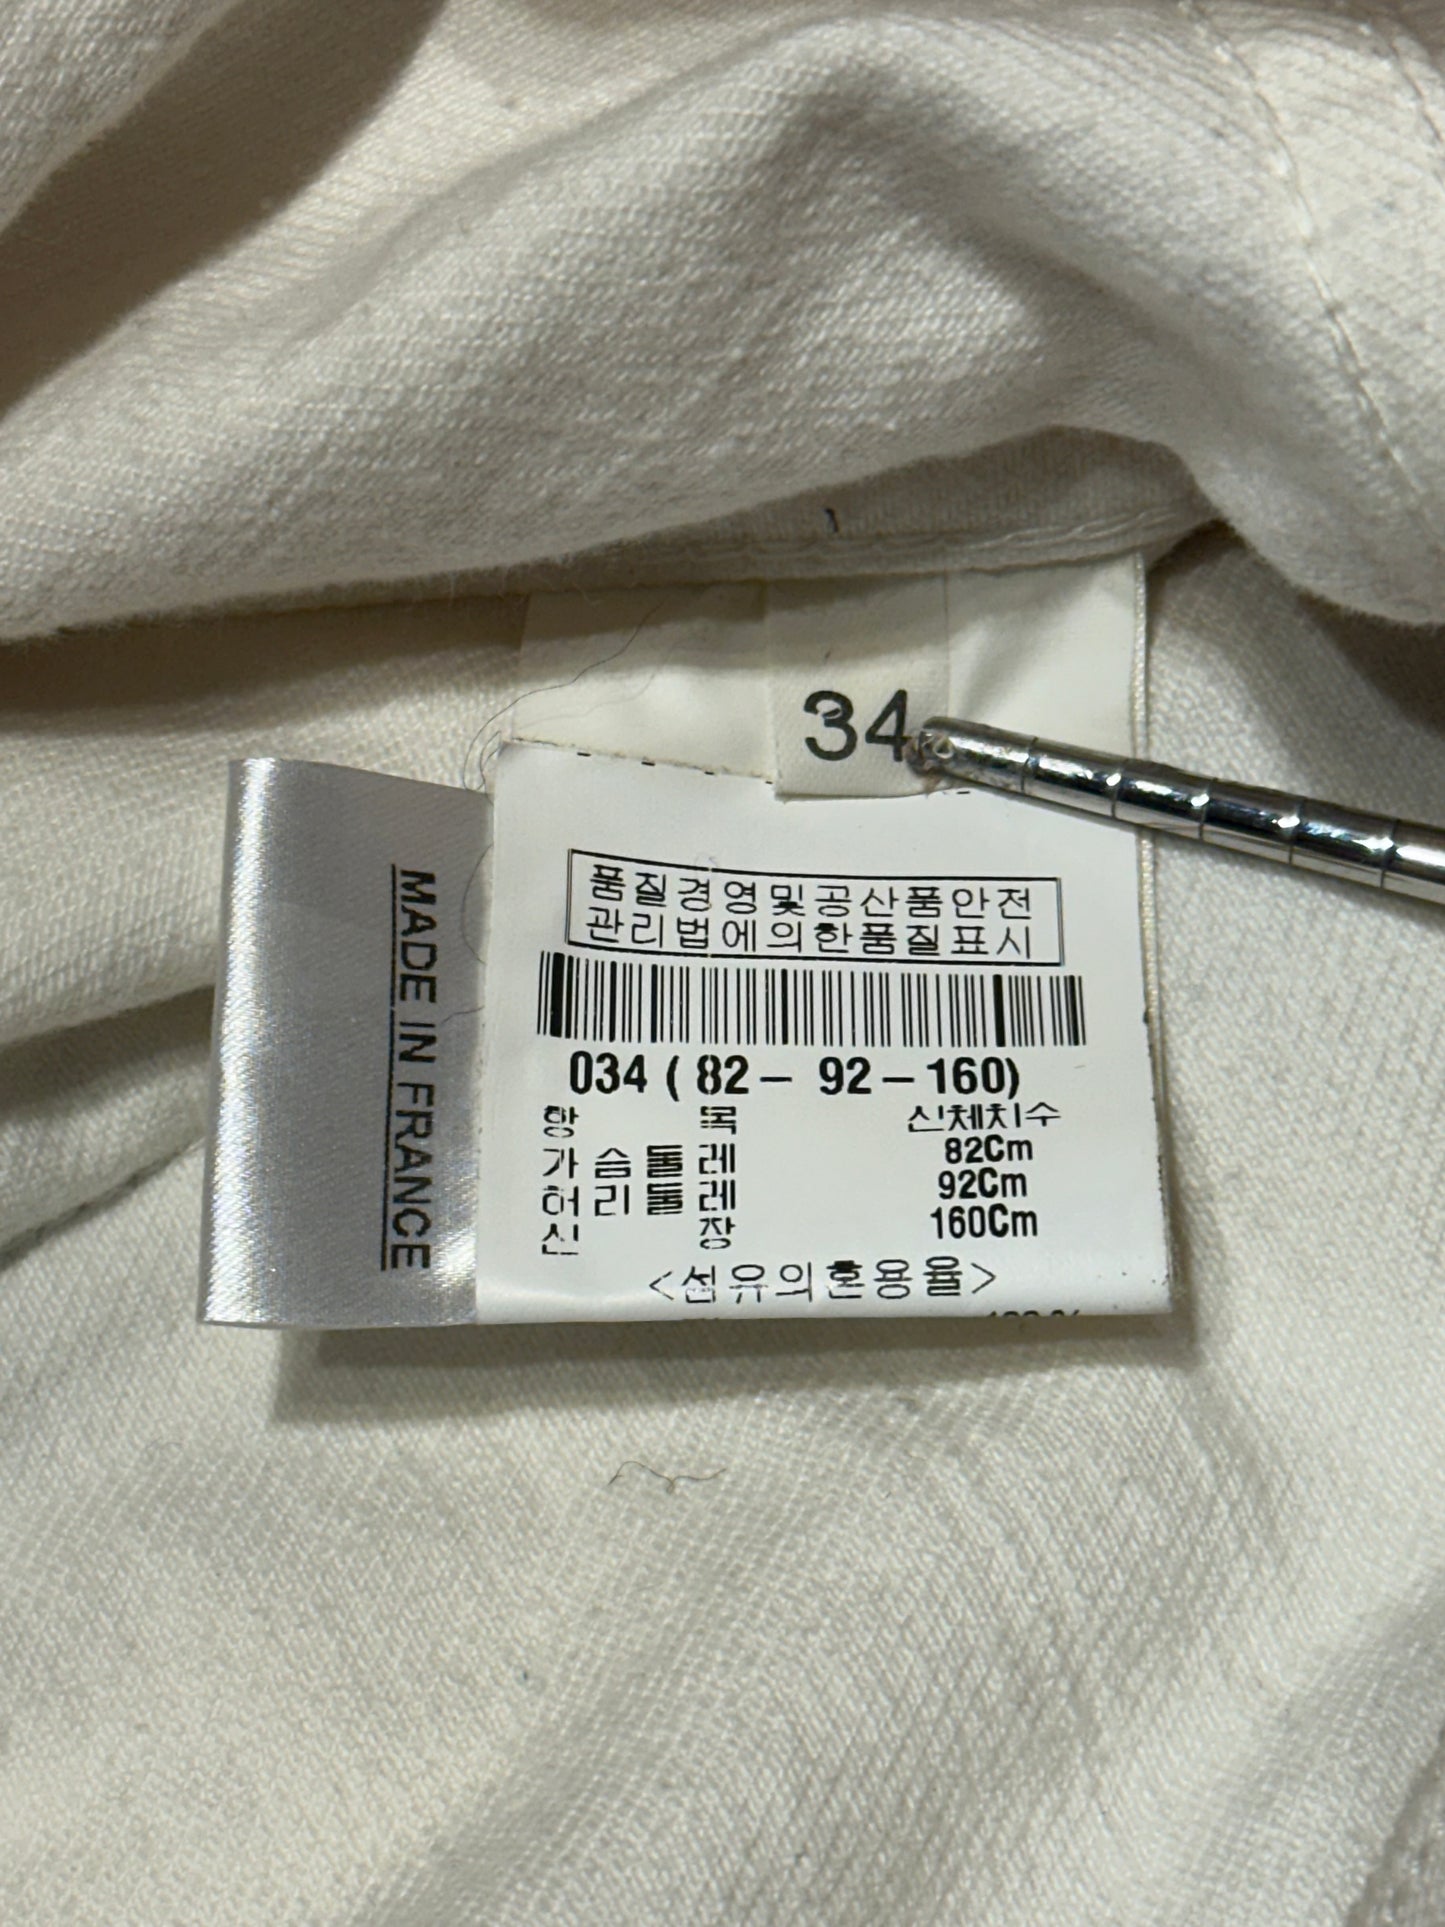 34
MADE IN FRANCE
품질경영및공산품안전
관리법에의한품질표시
034 ( 82 – 92 – 160)
항 목 신체치수
가슴둘레 82Cm
허리둘레 92Cm
신 장 160Cm
<섬유의혼용율>